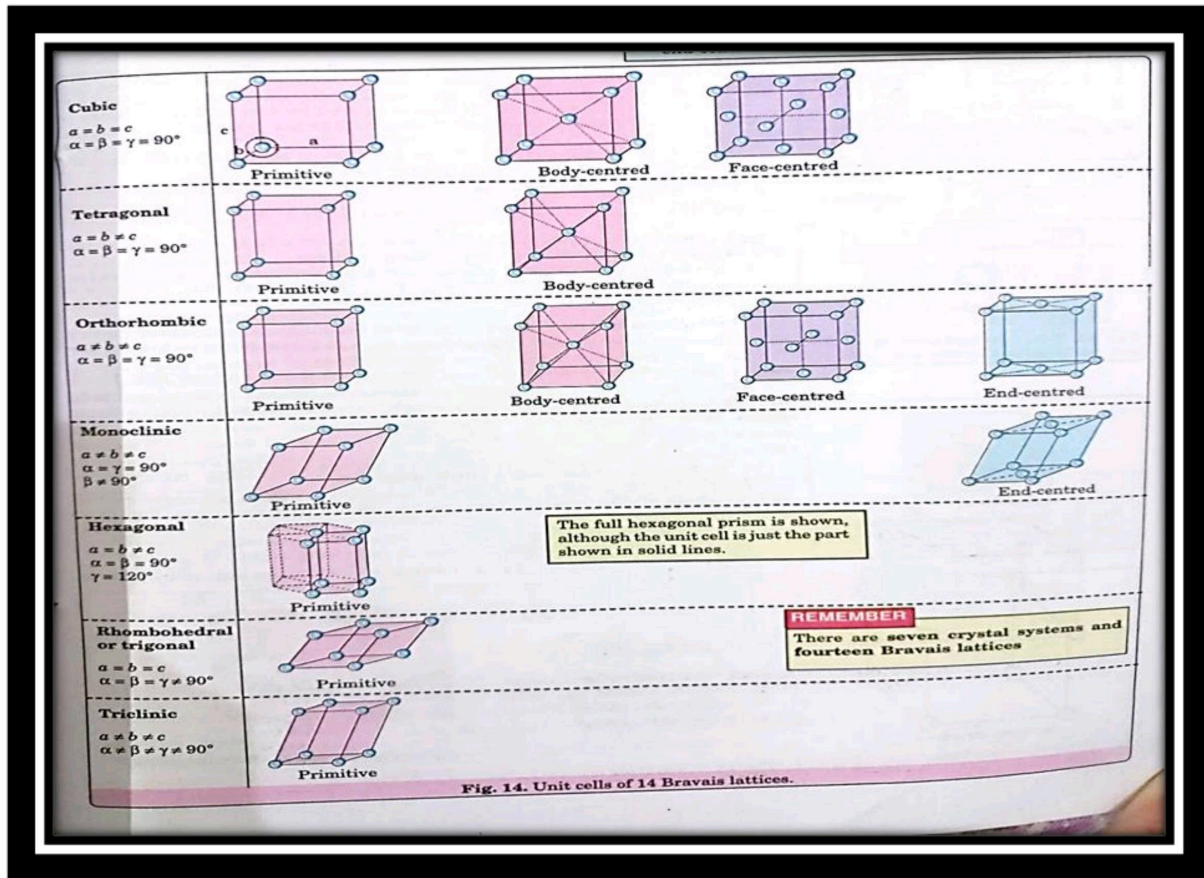 Cubic
a = b = c
α = β = γ = 90°
c
b
a
Primitive
Body-centred
Face-centred
Tetragonal
a = b ≠ c
α = β = γ = 90°
Primitive
Body-centred
Orthorhombic
a ≠ b ≠ c
α = β = γ = 90°
Primitive
Body-centred
Face-centred
End-centred
Monoclinic
a ≠ b ≠ c
α = γ = 90°
β ≠ 90°
Primitive
End-centred
Hexagonal
a = b ≠ c
α = β = 90°
γ = 120°
Primitive
The full hexagonal prism is shown,
although the unit cell is just the part
shown in solid lines.
Rhombohedral
or trigonal
a = b = c
α = β = γ ≠ 90°
Primitive
REMEMBER
There are seven crystal systems and
fourteen Bravais lattices
Triclinic
a ≠ b ≠ c
α ≠ β ≠ γ ≠ 90°
Primitive
Fig. 14. Unit cells of 14 Bravais lattices.